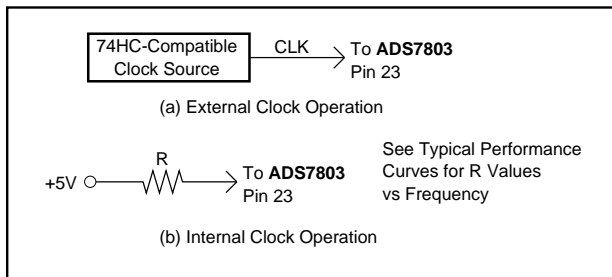 74HC-Compatible
Clock Source
CLK
To ADS7803
Pin 23
(a) External Clock Operation
+5V
R
To ADS7803
Pin 23
See Typical Performance
Curves for R Values
vs Frequency
(b) Internal Clock Operation